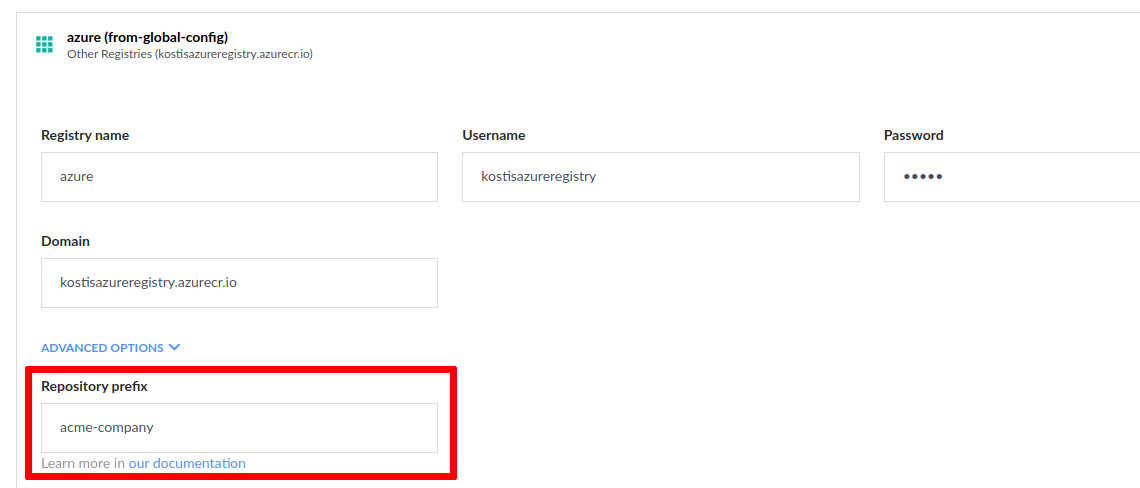 azure (from-global-config)
Other Registries (kostisazureregistry.azurecr.io)
Registry name
Username
Password
azure
kostisazureregistry
•••••
Domain
kostisazureregistry.azurecr.io
ADVANCED OPTIONS
Repository prefix
acme-company
Learn more in our documentation